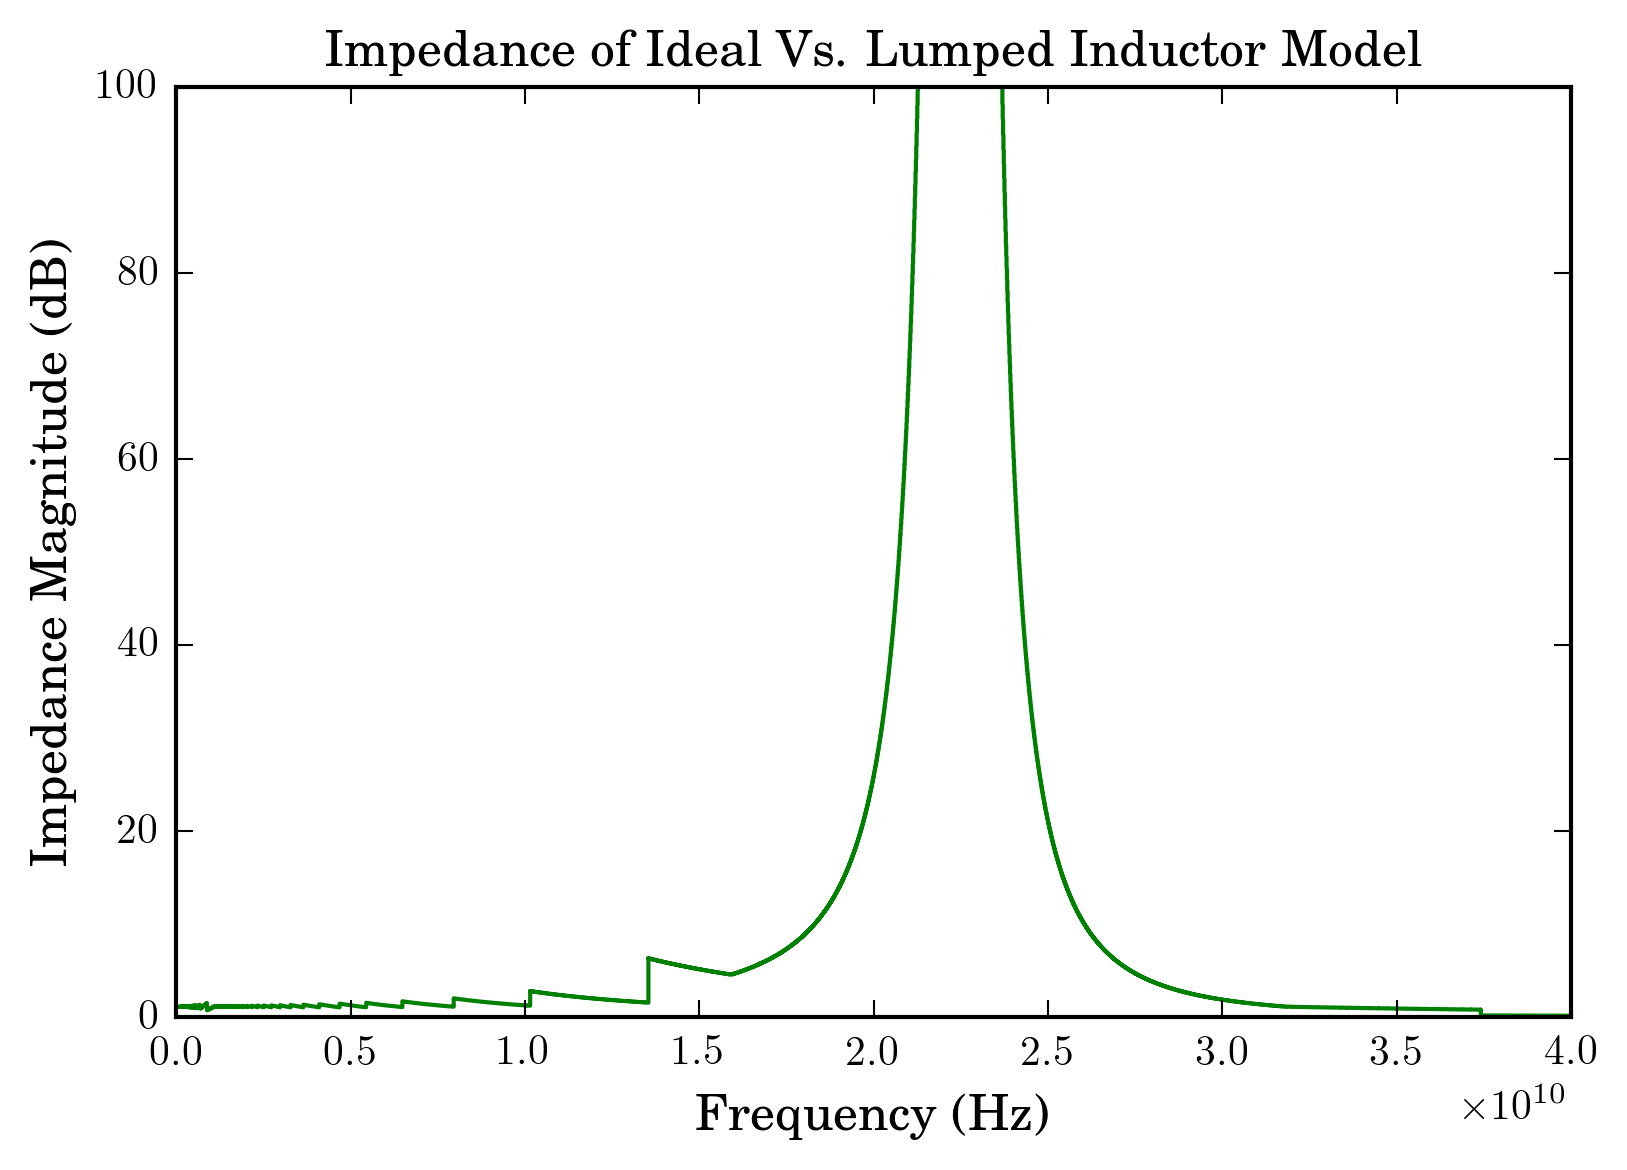 Impedance of Ideal Vs. Lumped Inductor Model
Impedance Magnitude (dB)
100
80
60
40
20
0
0.0 0.5 1.0 1.5 2.0 2.5 3.0 3.5 4.0
×10¹⁰
Frequency (Hz)